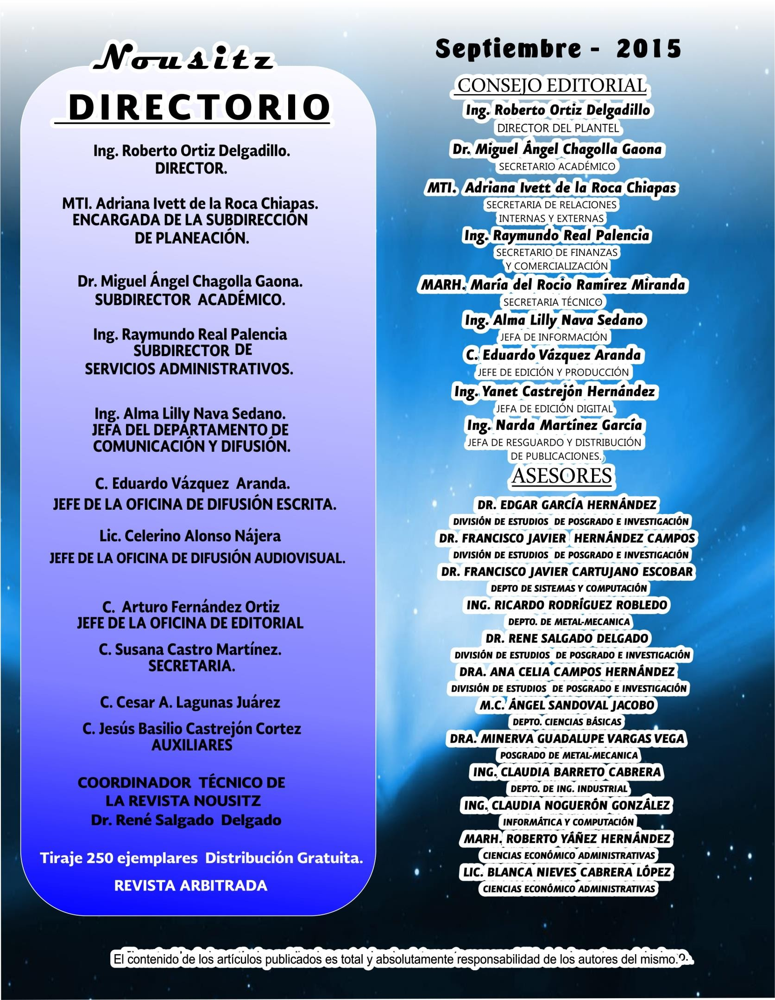 Nousitz
DIRECTORIO
Ing. Roberto Ortiz Delgadillo.
DIRECTOR.
MTI. Adriana Ivett de la Roca Chiapas.
ENCARGADA DE LA SUBDIRECCIÓN
DE PLANEACIÓN.
Dr. Miguel Ángel Chagolla Gaona.
SUBDIRECTOR ACADÉMICO.
Ing. Raymundo Real Palencia
SUBDIRECTOR DE
SERVICIOS ADMINISTRATIVOS.
Ing. Alma Lilly Nava Sedano.
JEFA DEL DEPARTAMENTO DE
COMUNICACIÓN Y DIFUSIÓN.
C. Eduardo Vázquez Aranda.
JEFE DE LA OFICINA DE DIFUSIÓN ESCRITA.
Lic. Celerino Alonso Nájera
JEFE DE LA OFICINA DE DIFUSIÓN AUDIOVISUAL.
C. Arturo Fernández Ortiz
JEFE DE LA OFICINA DE EDITORIAL
C. Susana Castro Martínez.
SECRETARIA.
C. Cesar A. Lagunas Juárez
C. Jesús Basilio Castrejón Cortez
AUXILIARES
COORDINADOR TÉCNICO DE
LA REVISTA NOUSITZ
Dr. René Salgado Delgado
Tiraje 250 ejemplares Distribución Gratuita.
REVISTA ARBITRADA
Septiembre - 2015
CONSEJO EDITORIAL
Ing. Roberto Ortiz Delgadillo
DIRECTOR DEL PLANTEL
Dr. Miguel Ángel Chagolla Gaona
SECRETARIO ACADÉMICO
MTI. Adriana Ivett de la Roca Chiapas
SECRETARIA DE RELACIONES
INTERNAS Y EXTERNAS
Ing. Raymundo Real Palencia
SECRETARIO DE FINANZAS
Y COMERCIALIZACIÓN
MARH. María del Rocio Ramírez Miranda
SECRETARIA TÉCNICO
Ing. Alma Lilly Nava Sedano
JEFA DE INFORMACIÓN
C. Eduardo Vázquez Aranda
JEFE DE EDICIÓN Y PRODUCCIÓN
Ing. Yanet Castrejón Hernández
JEFA DE EDICIÓN DIGITAL
Ing. Narda Martínez García
JEFA DE RESGUARDO Y DISTRIBUCIÓN
DE PUBLICACIONES.
ASESORES
DR. EDGAR GARCÍA HERNÁNDEZ
DIVISIÓN DE ESTUDIOS DE POSGRADO E INVESTIGACIÓN
DR. FRANCISCO JAVIER HERNÁNDEZ CAMPOS
DIVISIÓN DE ESTUDIOS DE POSGRADO E INVESTIGACIÓN
DR. FRANCISCO JAVIER CARTUJANO ESCOBAR
DEPTO DE SISTEMAS Y COMPUTACIÓN
ING. RICARDO RODRÍGUEZ ROBLEDO
DEPTO. DE METAL-MECANICA
DR. RENE SALGADO DELGADO
DIVISIÓN DE ESTUDIOS DE POSGRADO E INVESTIGACIÓN
DRA. ANA CELIA CAMPOS HERNÁNDEZ
DIVISIÓN DE ESTUDIOS DE POSGRADO E INVESTIGACIÓN
M.C. ÁNGEL SANDOVAL JACOBO
DEPTO. CIENCIAS BÁSICAS
DRA. MINERVA GUADALUPE VARGAS VEGA
POSGRADO DE METAL-MECANICA
ING. CLAUDIA BARRETO CABRERA
DEPTO. DE ING. INDUSTRIAL
ING. CLAUDIA NOGUERÓN GONZÁLEZ
INFORMÁTICA Y COMPUTACIÓN
MARH. ROBERTO YÁÑEZ HERNÁNDEZ
CIENCIAS ECONÓMICO ADMINISTRATIVAS
LIC. BLANCA NIEVES CABRERA LÓPEZ
CIENCIAS ECONÓMICO ADMINISTRATIVAS
El contenido de los artículos publicados es total y absolutamente responsabilidad de los autores del mismo.